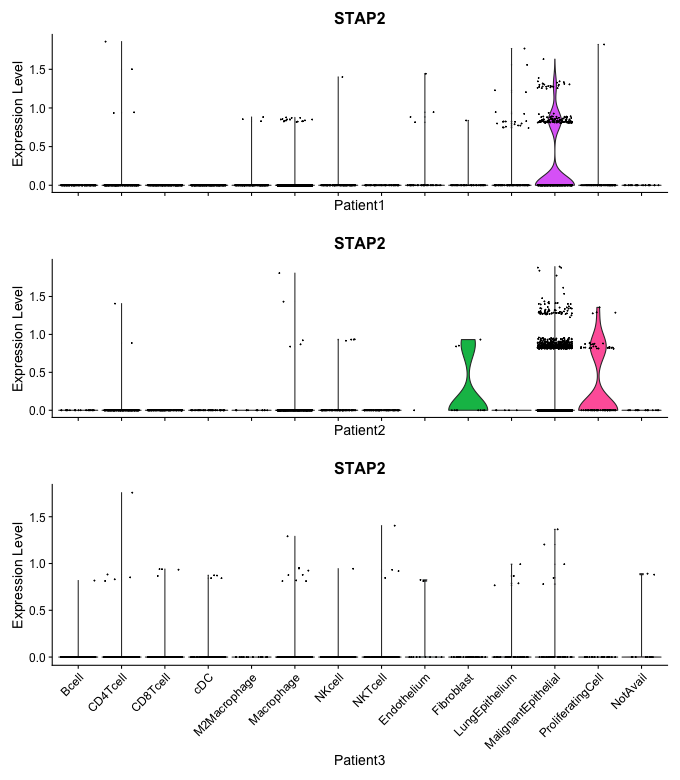 STAP2
Expression Level
1.5
1.0
0.5
0.0
Patient1
STAP2
Expression Level
1.5
1.0
0.5
0.0
Patient2
STAP2
Expression Level
1.5
1.0
0.5
0.0
Bcell
CD4Tcell
CD8Tcell
cDC
M2Macrophage
Macrophage
NKcell
NKTcell
Endothelium
Fibroblast
LungEpithelium
MalignantEpithelial
ProliferatingCell
NotAvail
Patient3